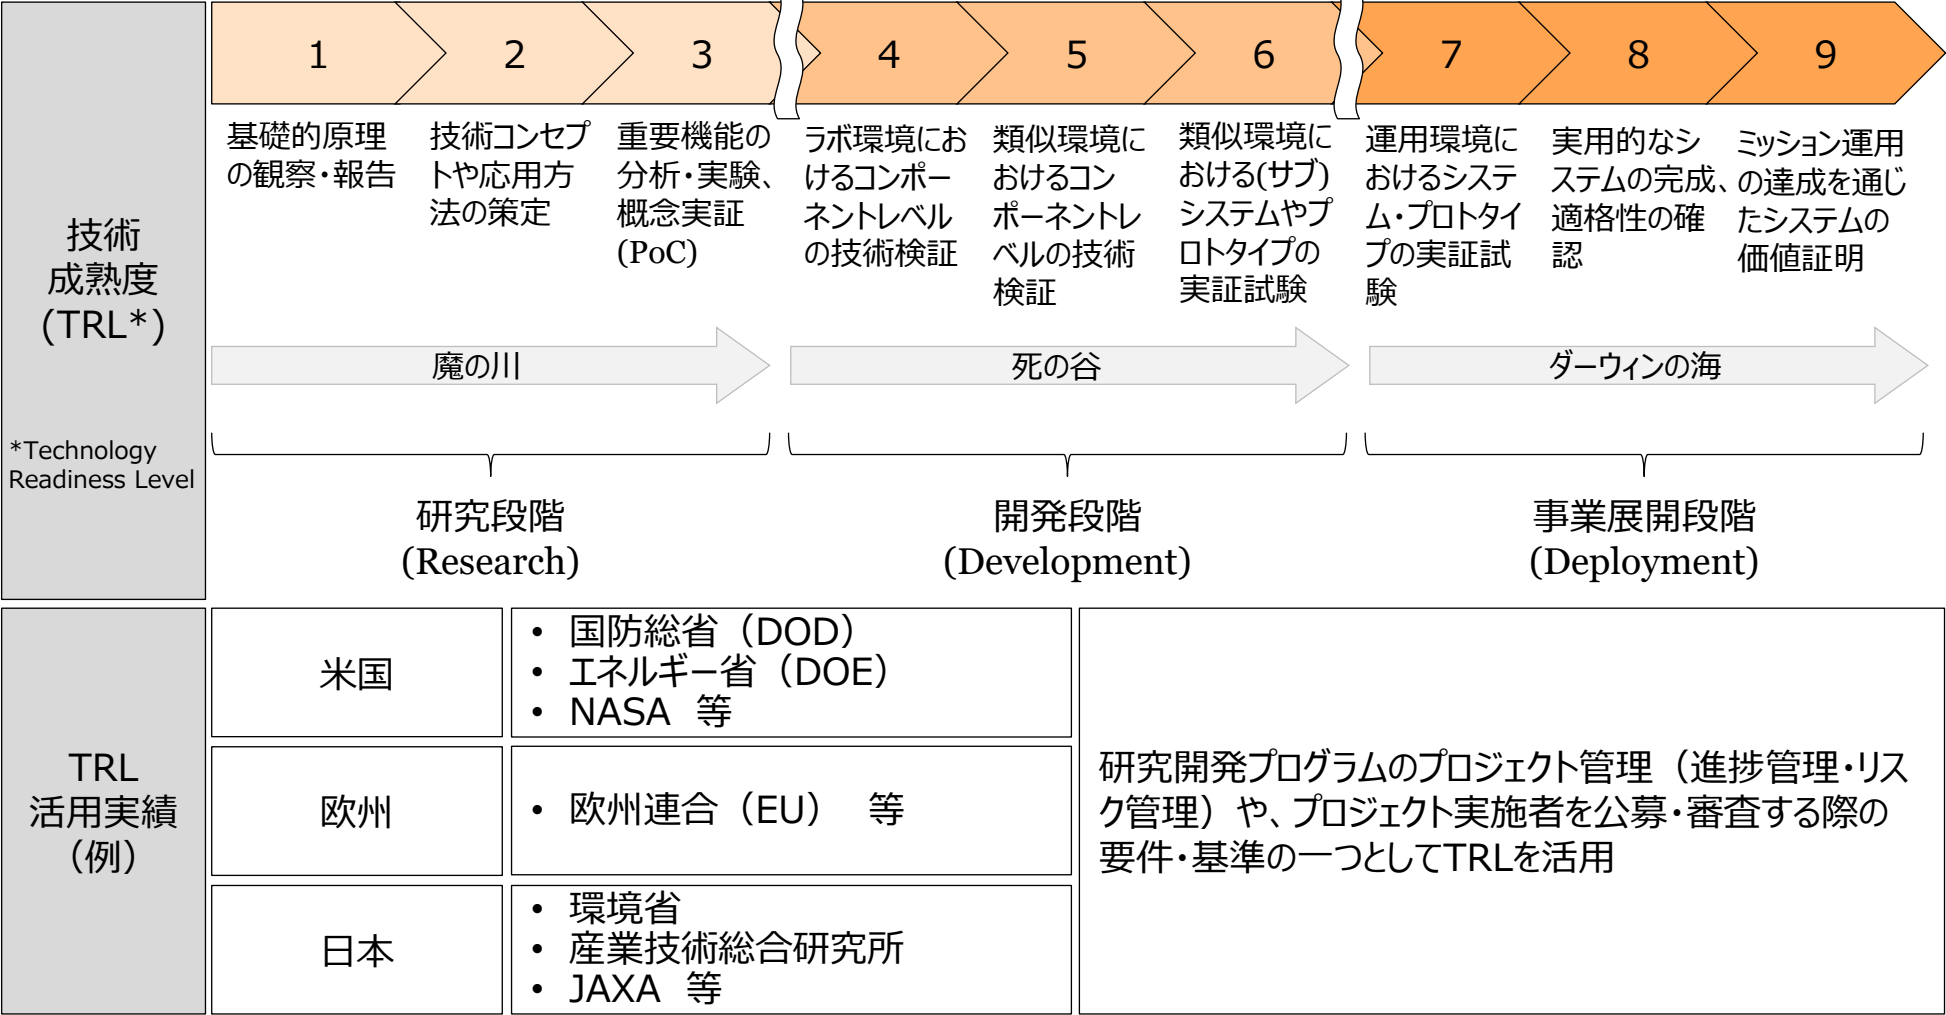 技術
成熟度
(TRL*)
*Technology
Readiness Level
1
2
3
4
5
6
7
8
9
基礎的原理
の観察・報告
技術コンセプ
トや応用方
法の策定
重要機能の
分析・実験、
概念実証
(PoC)
ラボ環境にお
けるコンポー
ネントレベル
の技術検証
類似環境に
おけるコン
ポーネントレ
ベルの技術
検証
類似環境に
おける(サブ)
システムやプ
ロトタイプの
実証試験
運用環境に
おけるシステ
ム・プロトタイ
プの実証試
験
実用的なシ
ステムの完成、
適格性の確
認
ミッション運用
の達成を通じ
たシステムの
価値証明
魔の川
死の谷
ダーウィンの海
研究段階
(Research)
開発段階
(Development)
事業展開段階
(Deployment)
TRL
活用実績
（例）
米国
• 国防総省（DOD）
• エネルギー省（DOE）
• NASA 等
欧州
• 欧州連合（EU） 等
日本
• 環境省
• 産業技術総合研究所
• JAXA 等
研究開発プログラムのプロジェクト管理（進捗管理・リス
ク管理）や、プロジェクト実施者を公募・審査する際の
要件・基準の一つとしてTRLを活用